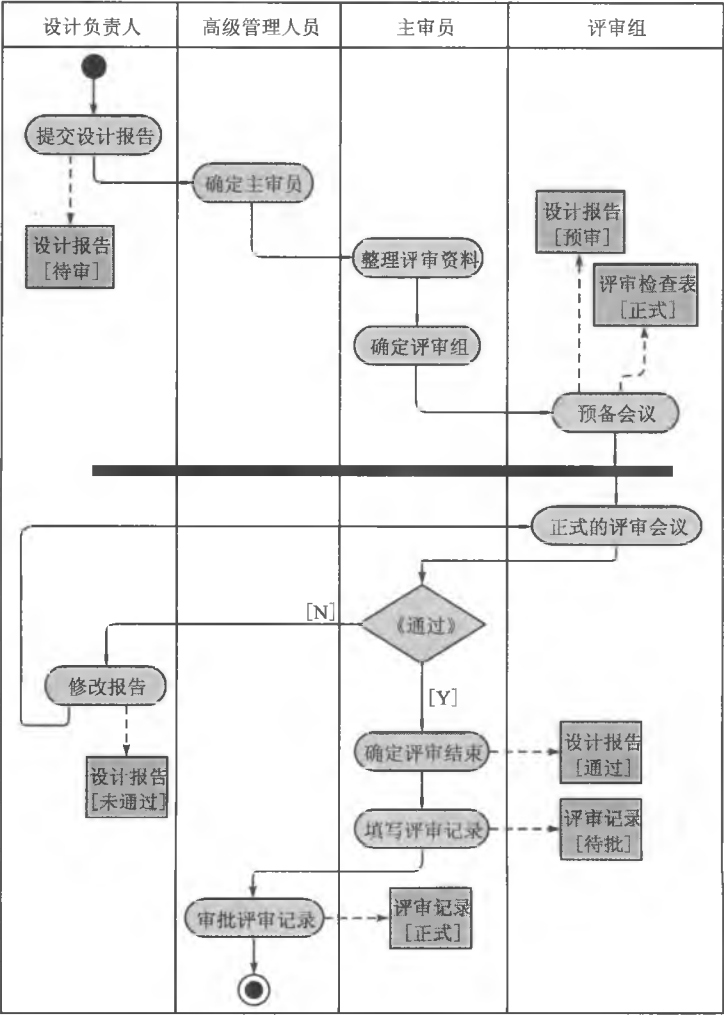 设计负责人
高级管理人员
主审员
评审组
提交设计报告
确定主审员
设计报告
[待审]
设计报告
[预审]
整理评审资料
评审检查表
[正式]
确定评审组
预备会议
正式的评审会议
[N]
《通过》
修改报告
[Y]
设计报告
[未通过]
确定评审结束
设计报告
[通过]
填写评审记录
评审记录
[待批]
审批评审记录
评审记录
[正式]